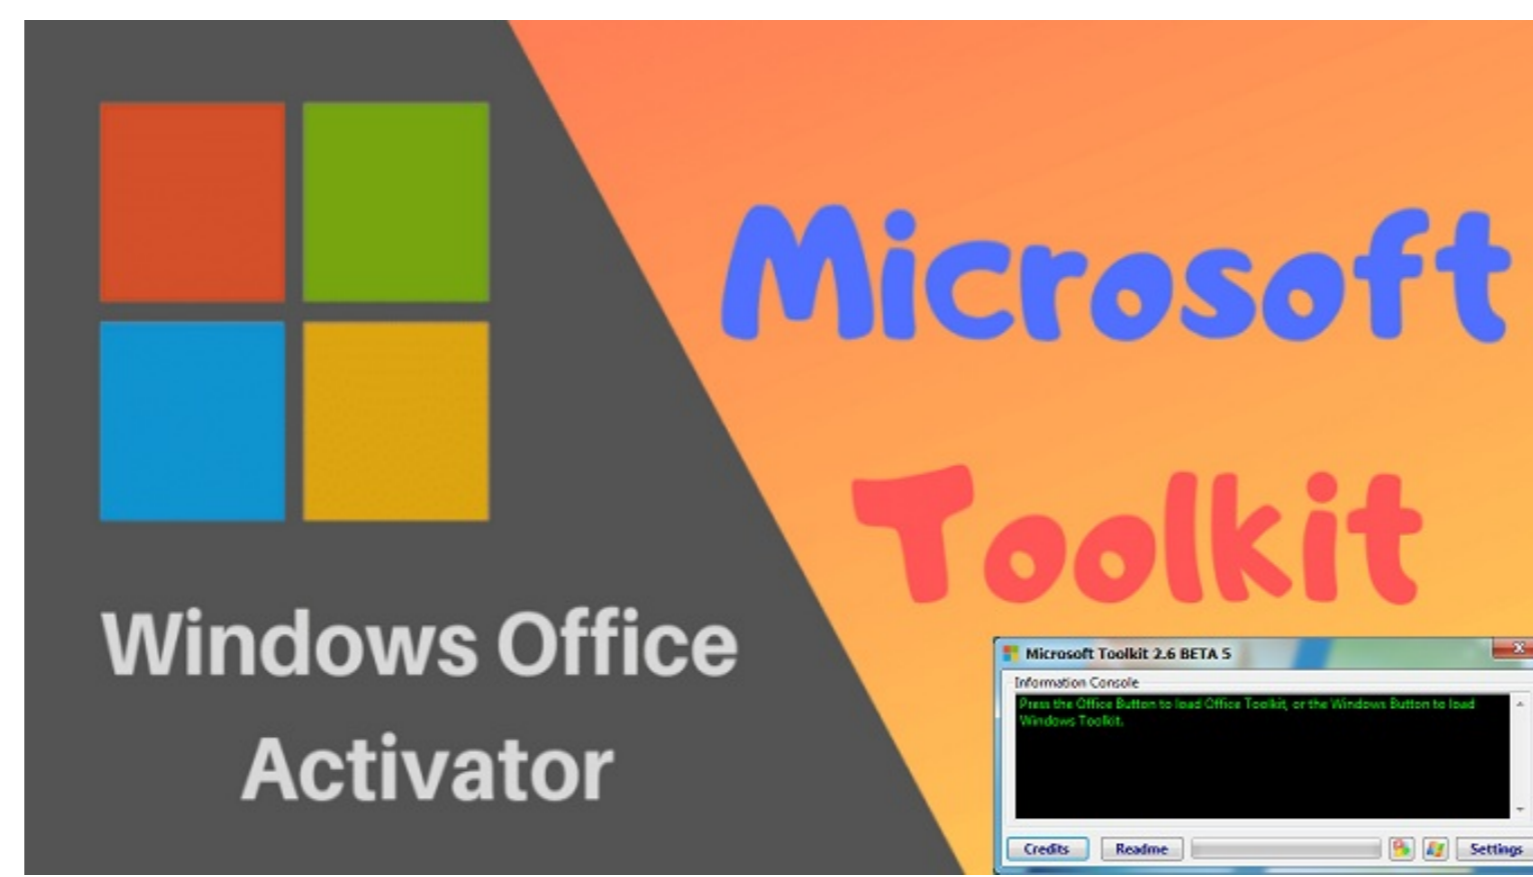 Microsoft
Toolkit
Windows Office
Activator
Microsoft Toolkit 2.6 BETA 5
Information Console
Press the Office Button to load Office Toolkit, or the Windows Button to load
Windows Toolkit.
Credits
Readme
Settings